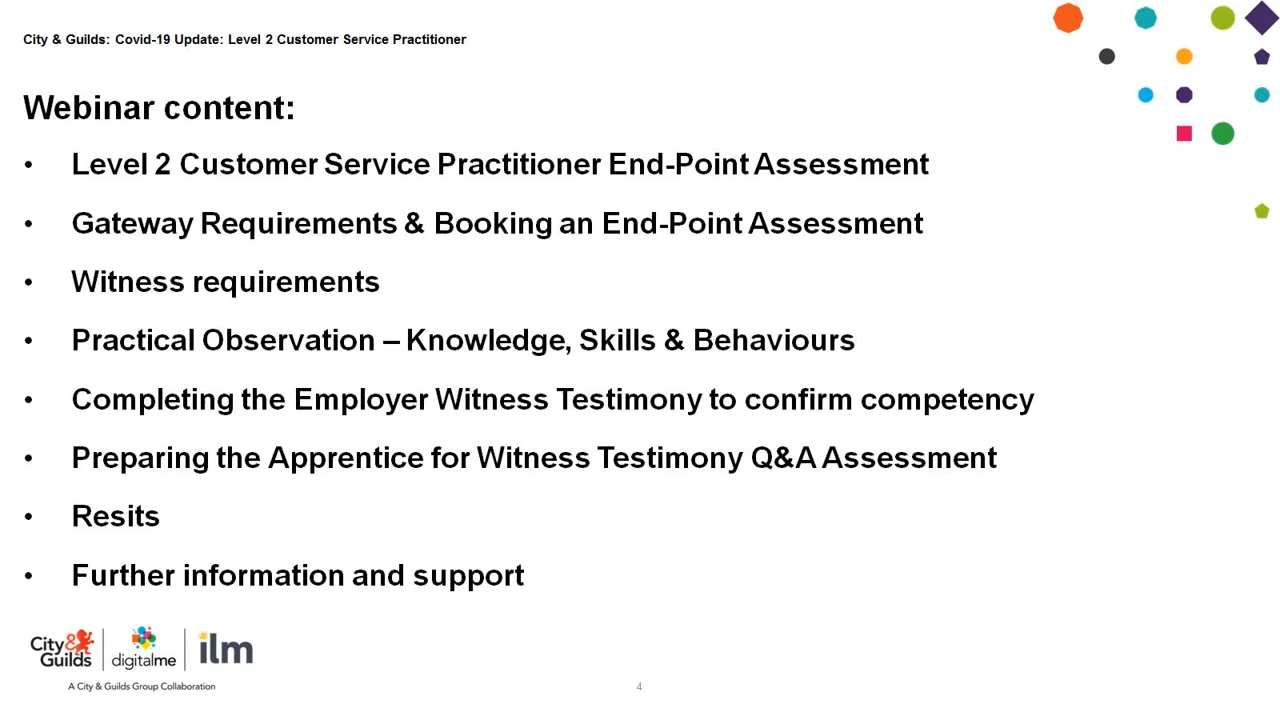 City & Guilds: Covid-19 Update: Level 2 Customer Service Practitioner
Webinar content:
• Level 2 Customer Service Practitioner End-Point Assessment
• Gateway Requirements & Booking an End-Point Assessment
• Witness requirements
• Practical Observation – Knowledge, Skills & Behaviours
• Completing the Employer Witness Testimony to confirm competency
• Preparing the Apprentice for Witness Testimony Q&A Assessment
• Resits
• Further information and support
City &
Guilds
digitalme
ilm
A City & Guilds Group Collaboration
4